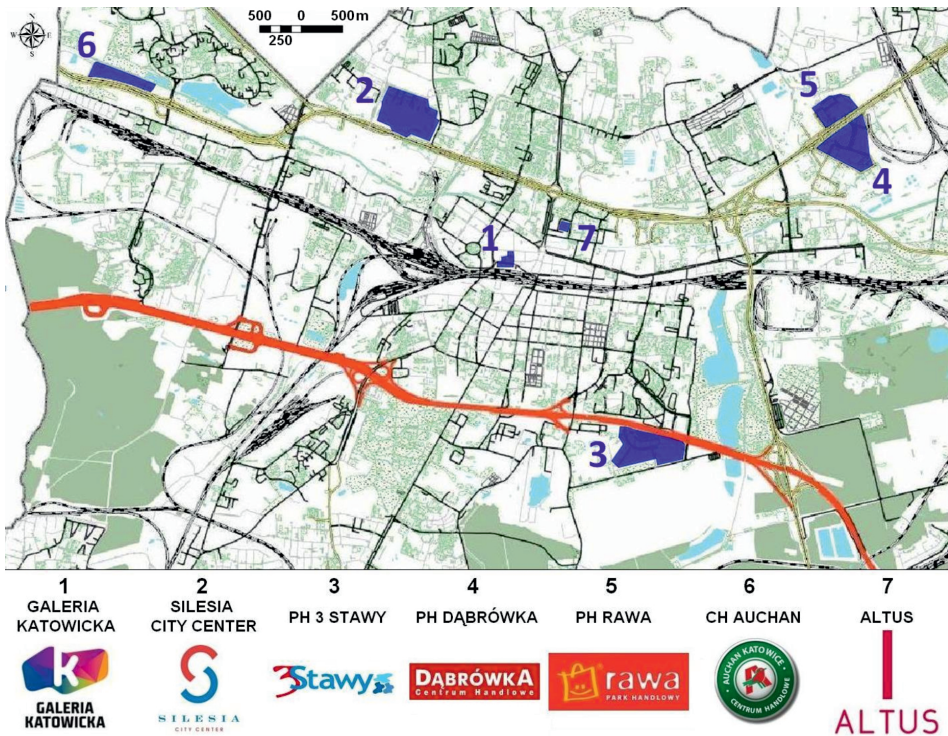 500 0 500m
250
N
W E
S
6
2
5
4
1
7
3
1 2 3 4 5 6 7
GALERIA KATOWICKA
SILESIA CITY CENTER
PH 3 STAWY
PH DĄBRÓWKA
PH RAWA
CH AUCHAN
ALTUS
k
GALERIA
KATOWICKA
S
SILESIA
CITY CENTER
3Stawy
DĄBRÓWKA
Centrum Handlowe
rawa
PARK HANDLOWY
AUCHAN KATOWICE
CENTRUM HANDLOWE
ALTUS